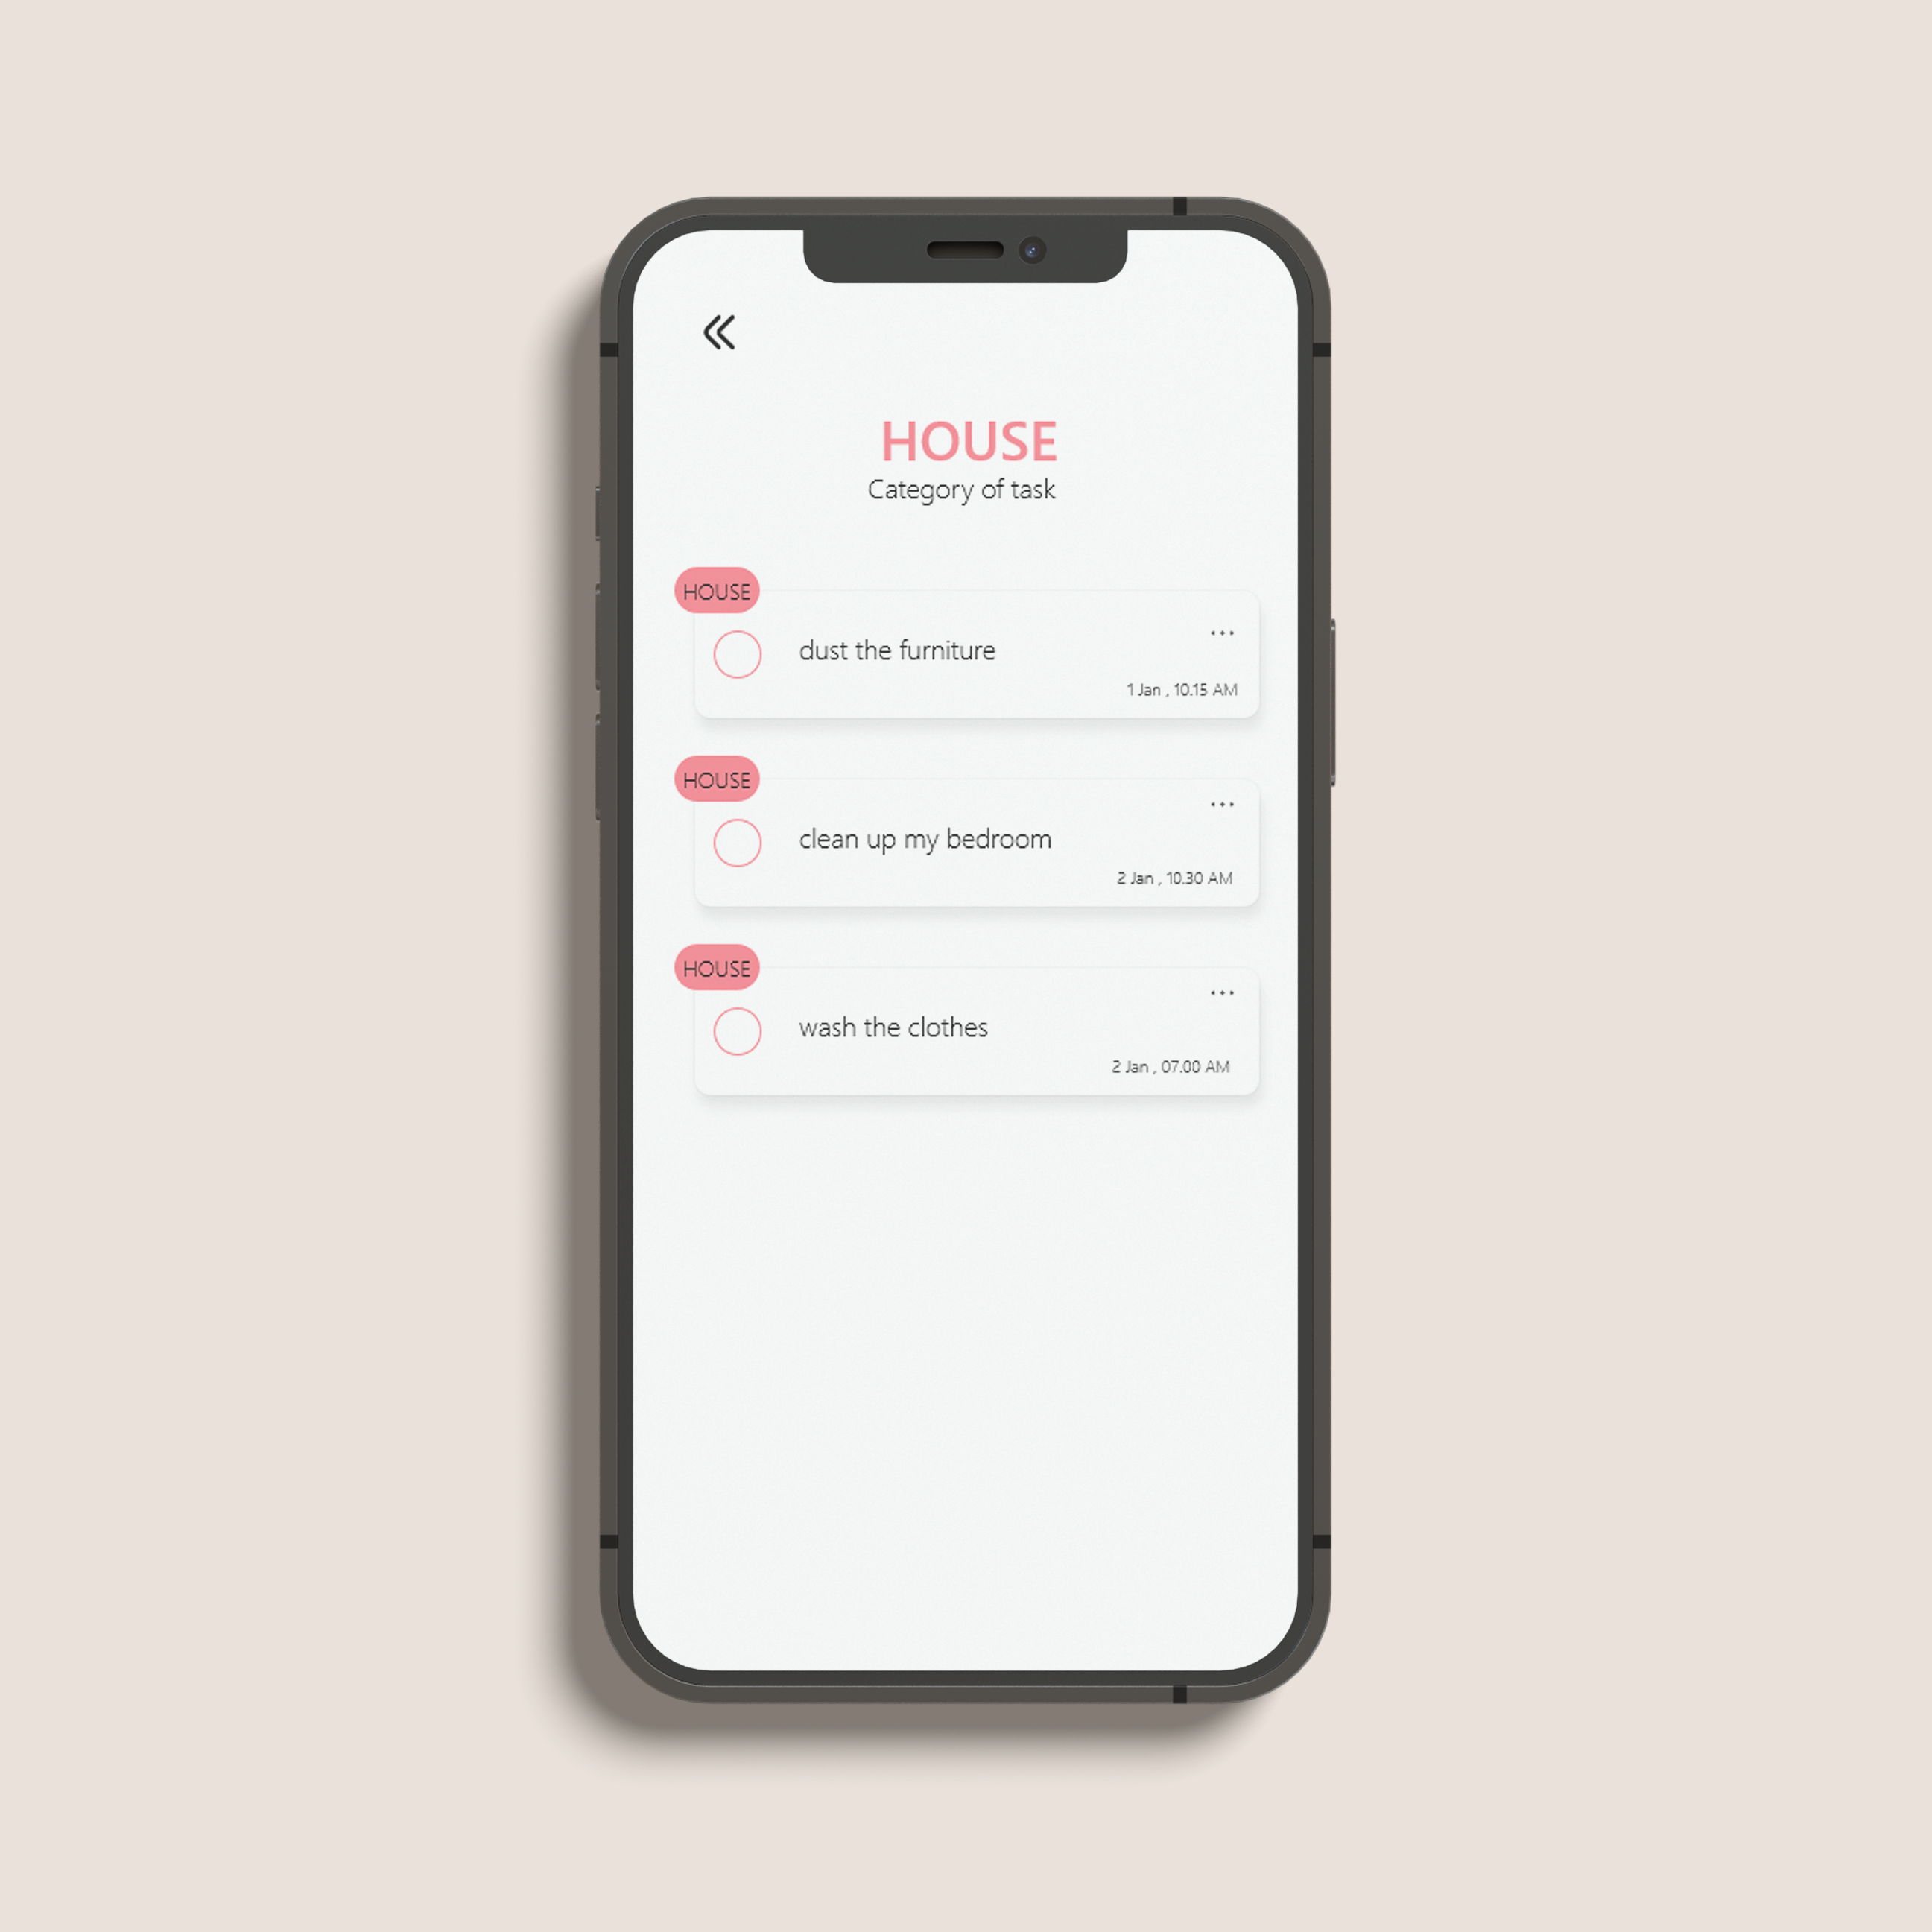 HOUSE
Category of task
HOUSE
dust the furniture
1 Jan , 10.15 AM
HOUSE
clean up my bedroom
2 Jan , 10.30 AM
HOUSE
wash the clothes
2 Jan , 07.00 AM